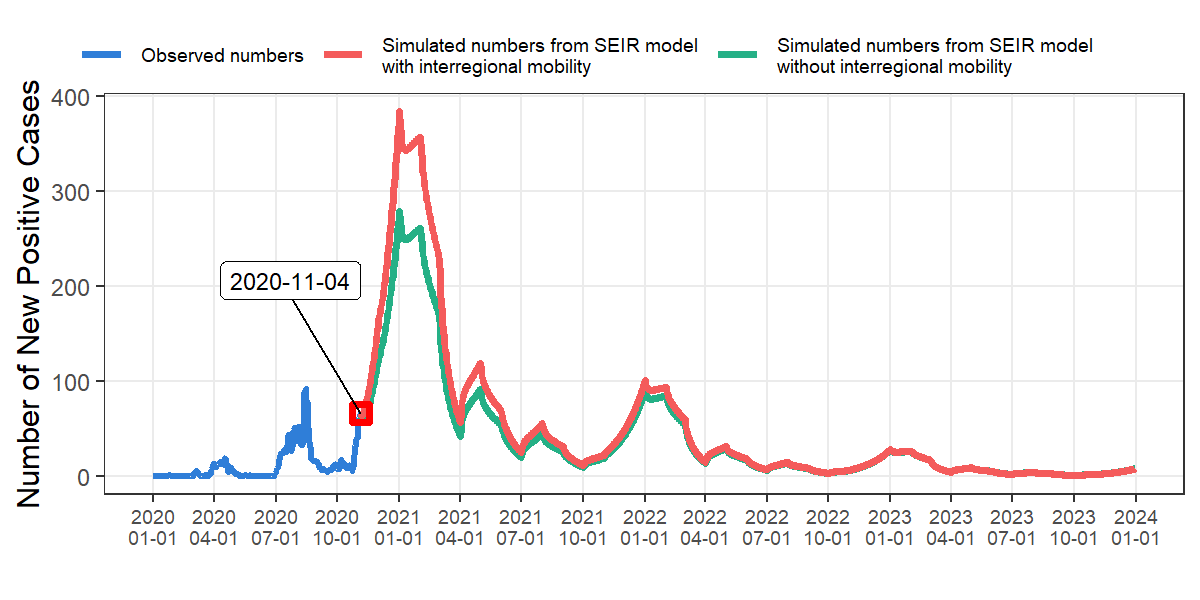 Observed numbers
Simulated numbers from SEIR model
with interregional mobility
Simulated numbers from SEIR model
without interregional mobility
Number of New Positive Cases
400
300
200
100
0
2020-11-04
2020 2020 2020 2020 2021 2021 2021 2021 2022 2022 2022 2022 2023 2023 2023 2023 2024
01-01 04-01 07-01 10-01 01-01 04-01 07-01 10-01 01-01 04-01 07-01 10-01 01-01 04-01 07-01 10-01 01-01